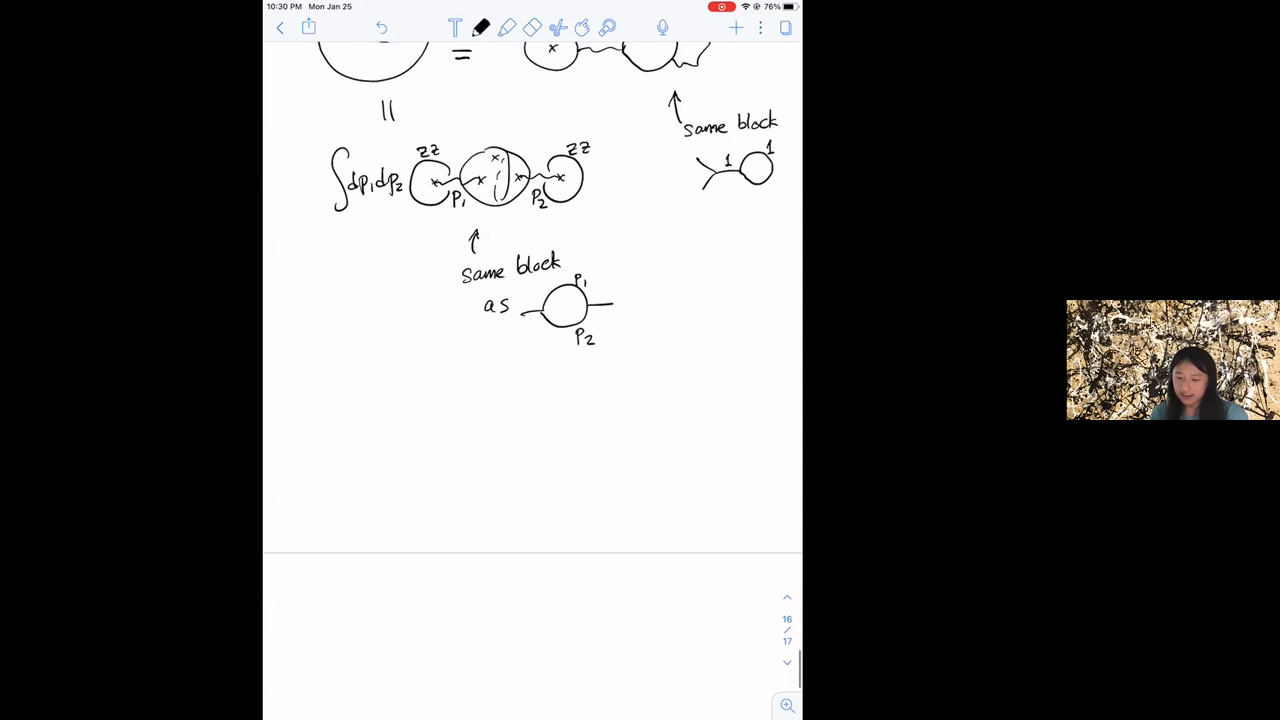 10:30 PM Mon Jan 25
76%
T
=
same block
1 1
||
ZZ ZZ
∫dp₁dp₂ x x x x x
P₁ P₂
same block
as P₁
P₂
16
/
17